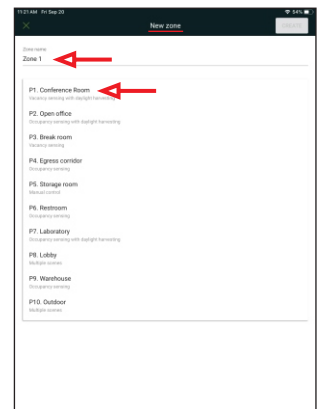 11:21 AM Fri Sep 20
34%
New zone
CREATE
Zone name
Zone 1
P1. Conference Room
Vacancy sensing with daylight harvesting
P2. Open office
Occupancy sensing with daylight harvesting
P3. Break room
Vacancy sensing
P4. Egress corridor
Occupancy sensing
P5. Storage room
Manual control
P6. Restroom
Occupancy sensing
P7. Laboratory
Occupancy sensing with daylight harvesting
P8. Lobby
Multiple scenes
P9. Warehouse
Occupancy sensing
P10. Outdoor
Multiple scenes